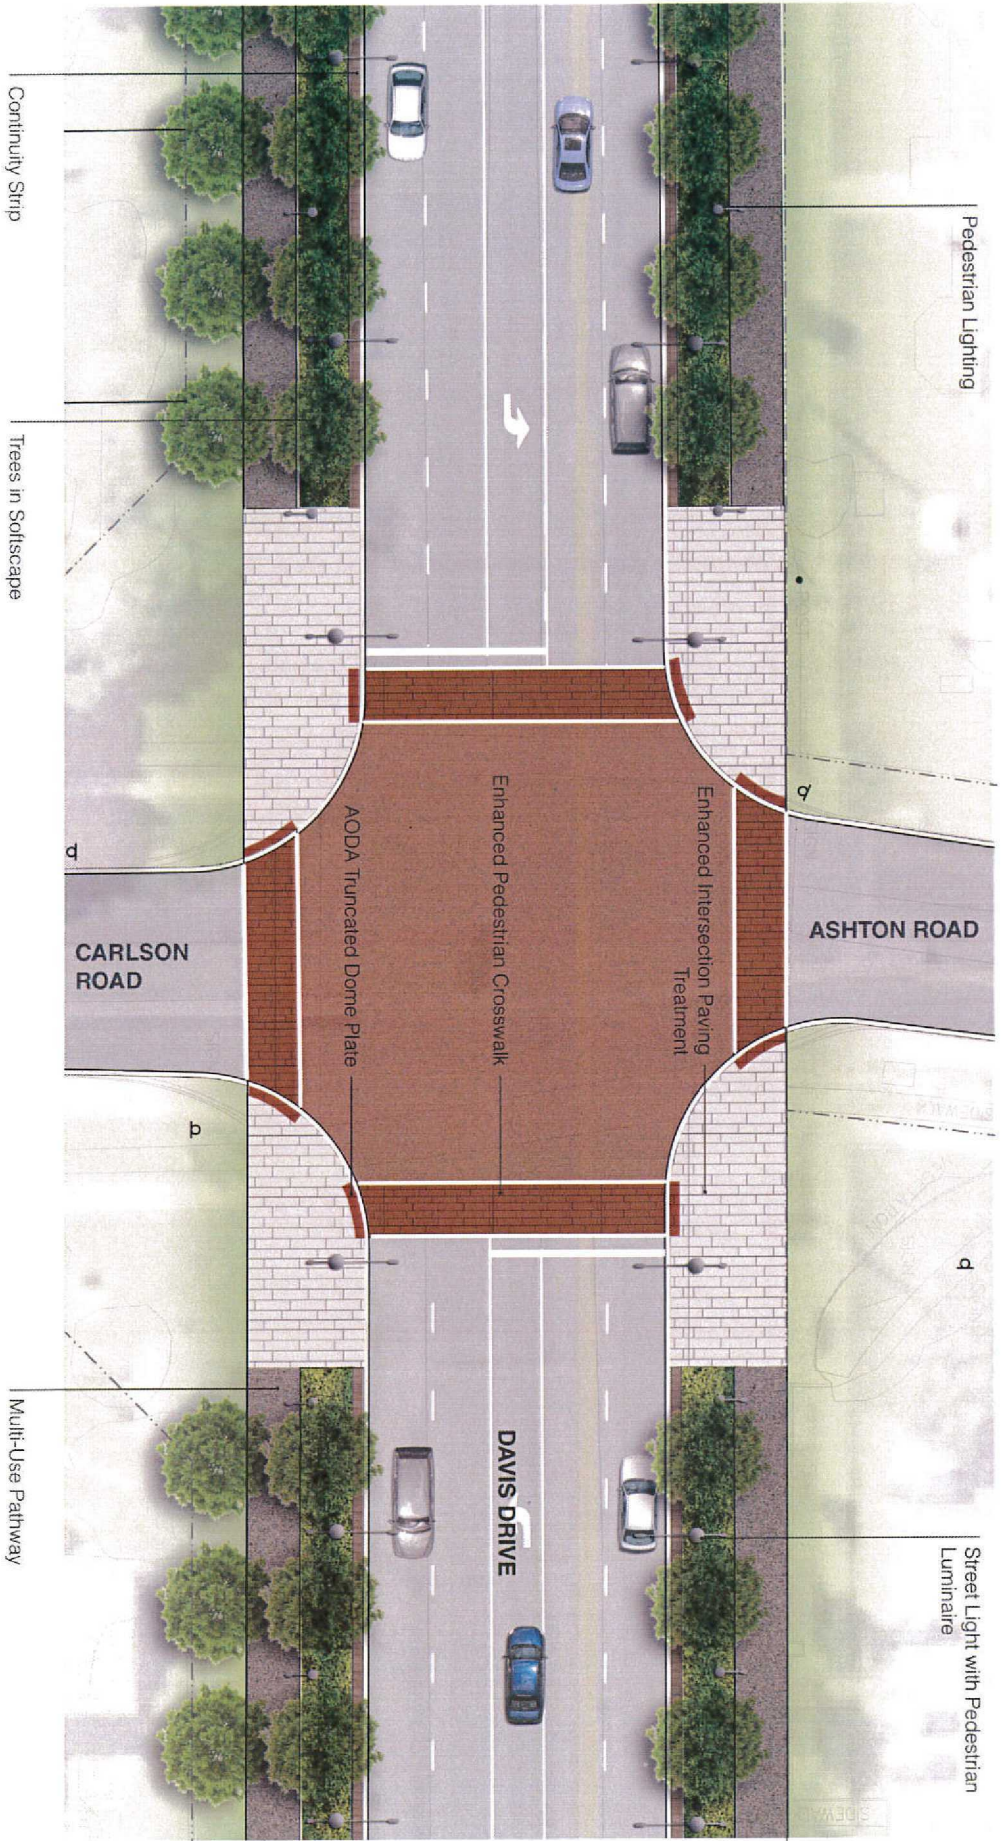 Pedestrian Lighting
Street Light with Pedestrian
Luminaire
ASHTON ROAD
Enhanced Intersection Paving
Treatment
Enhanced Pedestrian Crosswalk
DAVIS DRIVE
AODA Truncated Dome Plate
CARLSON
ROAD
Continuity Strip
Trees in Softscape
Multi-Use Pathway